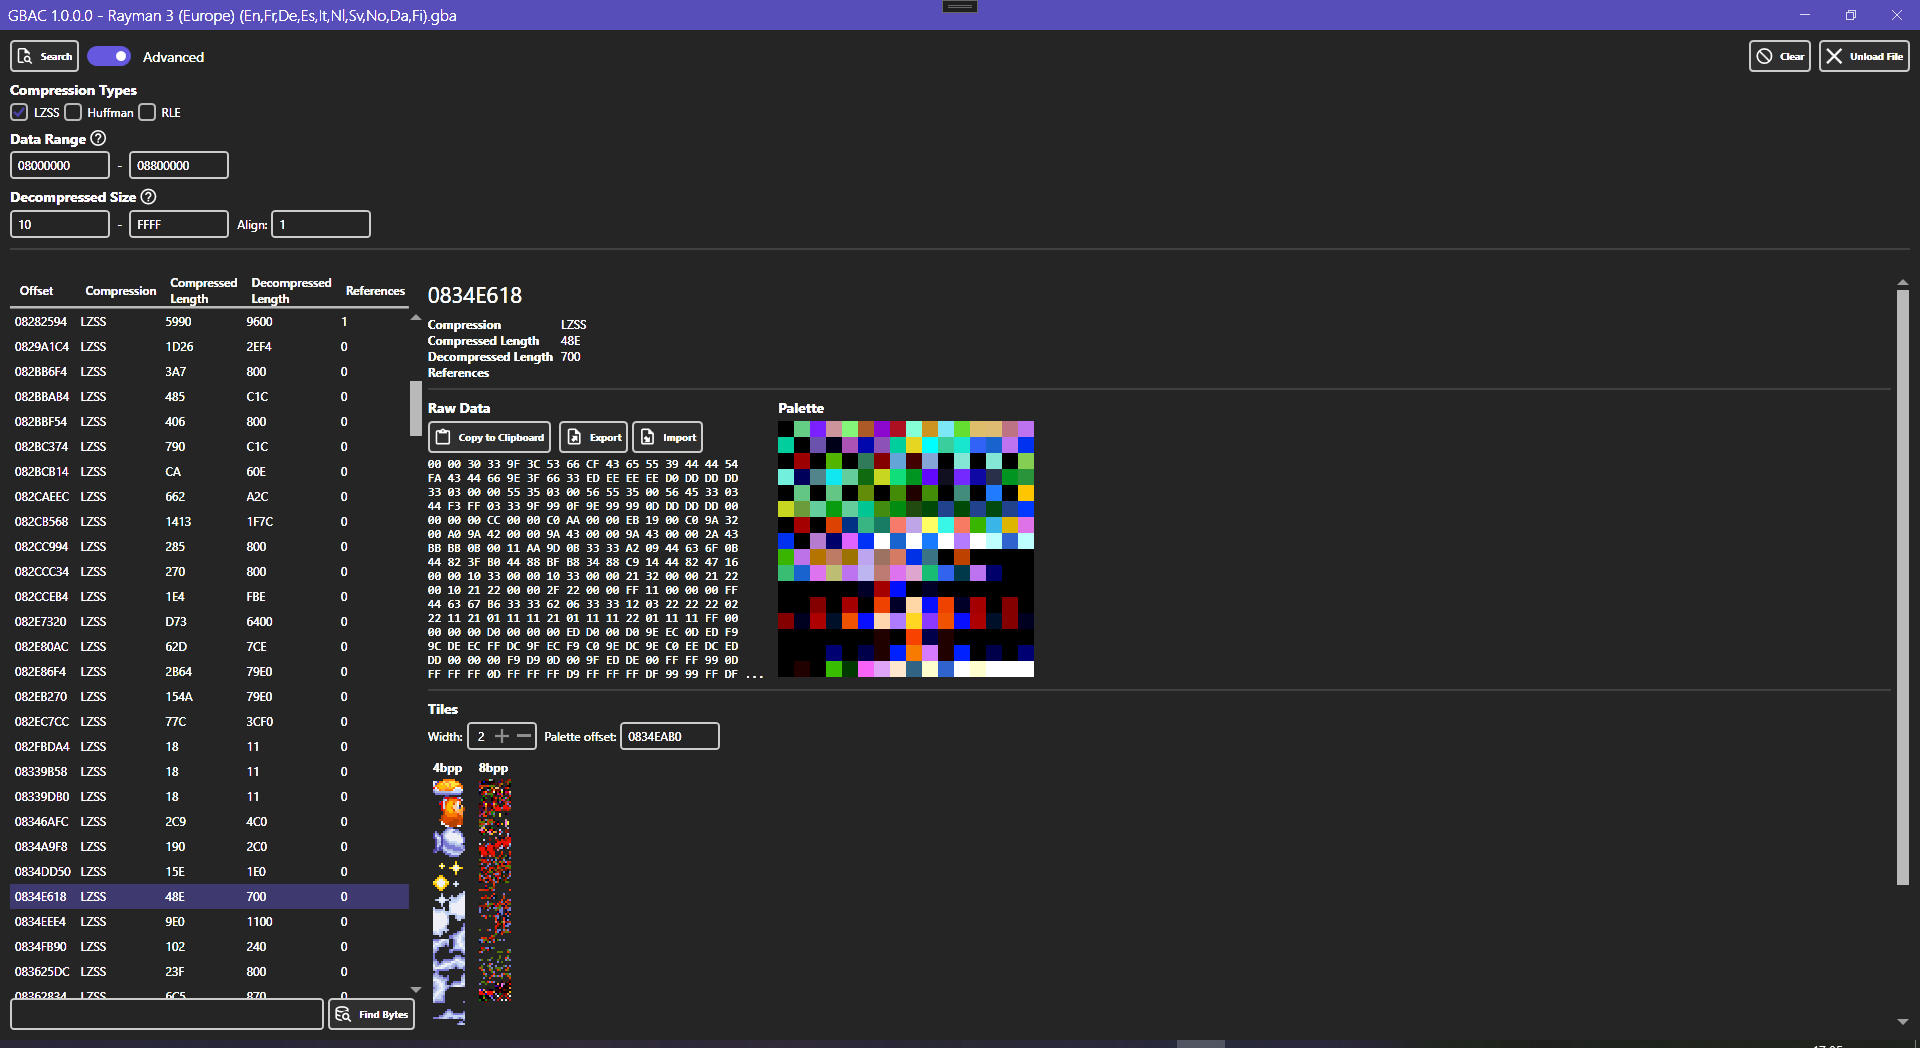 GBAC 1.0.0.0 - Rayman 3 (Europe) (En,Fr,De,Es,It,Nl,Sv,No,Da,Fi).gba
Search Advanced Clear Unload File
Compression Types
LZSS Huffman RLE
Data Range ?
08000000 - 08800000
Decompressed Size ?
10 - FFFF Align: 1
Offset Compression Compressed Length Decompressed Length References
08282594 LZSS 5990 9600 1
0829A1C4 LZSS 1D26 2EF4 0
082BB6F4 LZSS 3A7 800 0
082BBAB4 LZSS 485 C1C 0
082BBF54 LZSS 406 800 0
082BC374 LZSS 790 C1C 0
082BCB14 LZSS CA 60E 0
082CAEEC LZSS 662 A2C 0
082CB568 LZSS 1413 1F7C 0
082CC994 LZSS 285 800 0
082CCC34 LZSS 270 800 0
082CCEB4 LZSS 1E4 FBE 0
082E7320 LZSS D73 6400 0
082E80AC LZSS 62D 7CE 0
082E86F4 LZSS 2B64 79E0 0
082EB270 LZSS 154A 79E0 0
082EC7CC LZSS 77C 3CF0 0
082FBDA4 LZSS 18 11 0
08339B58 LZSS 18 11 0
08339DB0 LZSS 18 11 0
08346AFC LZSS 2C9 4C0 0
0834A9F8 LZSS 190 2C0 0
0834DD50 LZSS 15E 1E0 0
0834E618 LZSS 48E 700 0
0834EEE4 LZSS 9E0 1100 0
0834FB90 LZSS 102 240 0
083625DC LZSS 23F 800 0
08362834 LZSS 6C5 870 0
Find Bytes
0834E618
Compression LZSS
Compressed Length 48E
Decompressed Length 700
References
Raw Data
Copy to Clipboard Export Import
00 00 30 33 9F 3C 53 66 CF 43 65 55 39 44 44 54
FA 43 44 66 9E 3F 66 33 ED EE EE EE D0 DD DD DD
33 03 00 00 55 35 03 00 56 55 35 00 56 45 33 03
44 F3 FF 03 33 9F 99 0F 9E 99 99 0D DD DD DD 00
00 00 00 CC 00 00 C0 AA 00 00 EB 19 00 C0 9A 32
00 A0 9A 42 00 00 9A 43 00 00 9A 43 00 00 2A 43
BB BB 0B 00 11 AA 9D 0B 33 33 A2 09 44 63 6F 0B
44 82 3F B0 44 88 BF B8 34 88 C9 14 44 82 47 16
00 00 10 33 00 00 10 33 00 00 21 32 00 00 21 22
00 10 21 22 00 00 2F 22 00 00 FF 11 00 00 00 FF
44 63 67 B6 33 33 62 06 33 33 12 03 22 22 22 02
22 11 21 01 11 11 21 01 11 11 22 01 11 11 FF 00
00 00 00 D0 00 00 00 ED D0 00 D0 9E EC 0D ED F9
9C DE EC FF DC 9F EC F9 C0 9E DC 9E C0 EE DC ED
DD 00 00 00 F9 D9 0D 00 9F ED DE 00 FF FF 99 0D
FF FF FF 0D FF FF FF D9 FF FF FF DF 99 99 FF DF ...
Palette
Tiles
Width: 2 Palette offset: 0834EAB0
4bpp 8bpp